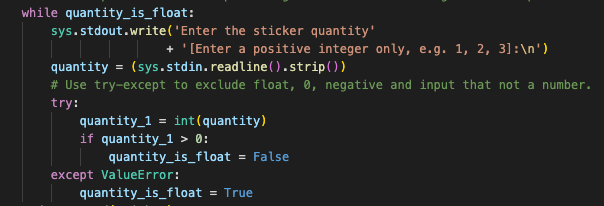 while quantity_is_float:
    sys.stdout.write('Enter the sticker quantity'
                     + '[Enter a positive integer only, e.g. 1, 2, 3]:\n')
    quantity = (sys.stdin.readline().strip())
    # Use try-except to exclude float, 0, negative and input that not a number.
    try:
        quantity_1 = int(quantity)
        if quantity_1 > 0:
            quantity_is_float = False
    except ValueError:
        quantity_is_float = True